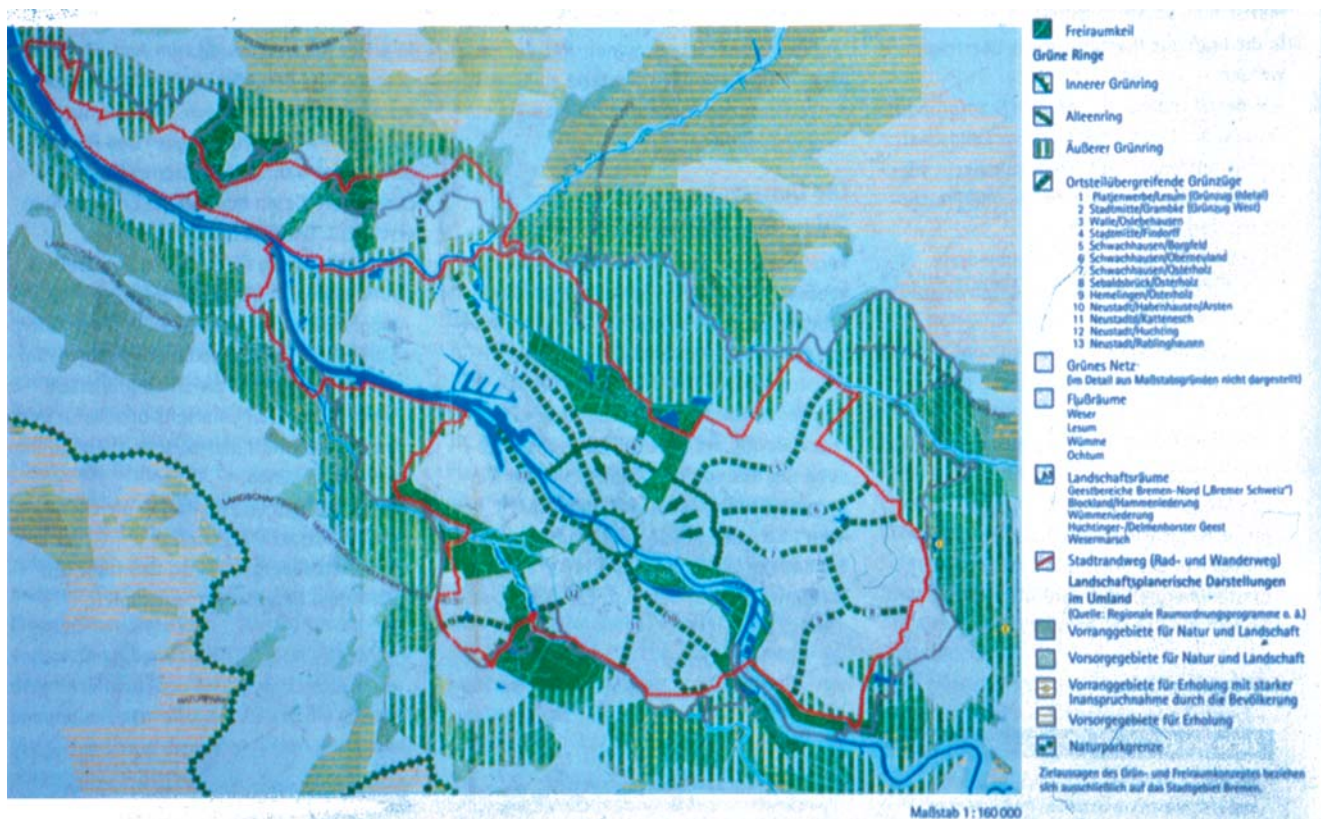 Freiraumkeil
Grüne Ringe
Innerer Grünring
Alleenring
Äußerer Grünring
Ortsteilübergreifende Grünzüge
1 Platjenwerbe/Lesum (Grünzug Ihletal)
2 Stadtmitte/Grambke (Grünzug West)
3 Walle/Oslebshausen
4 Stadtmitte/Findorff
5 Schwachhausen/Borgfeld
6 Schwachhausen/Oberneuland
7 Schwachhausen/Osterholz
8 Sebaldsbrück/Osterholz
9 Hemelingen/Osterholz
10 Neustadt/Habenhausen/Arsten
11 Neustadt/Kattenesch
12 Neustadt/Huchting
13 Neustadt/Rablinghausen
Grünes Netz
(im Detail aus Maßstabgründen nicht dargestellt)
Flußräume
Weser
Lesum
Wümme
Ochtum
Landschaftsräume
Geestbereiche Bremen-Nord („Bremer Schweiz")
Blockland/Hammeniederung
Wümmeniederung
Huchtinger-/Delmenhorster Geest
Wesermarsch
Stadtrandweg (Rad- und Wanderweg)
Landschaftsplanerische Darstellungen
im Umland
(Quelle: Regionale Raumordnungsprogramme o. ä.)
Vorranggebiete für Natur und Landschaft
Vorsorgegebiete für Natur und Landschaft
Vorranggebiete für Erholung mit starker
Inanspruchnahme durch die Bevölkerung
Vorsorgegebiete für Erholung
Naturparkgrenze
Zielaussagen des Grün- und Freiraumkonzeptes beziehen
sich ausschließlich auf das Stadtgebiet Bremen.
Maßstab 1:160 000